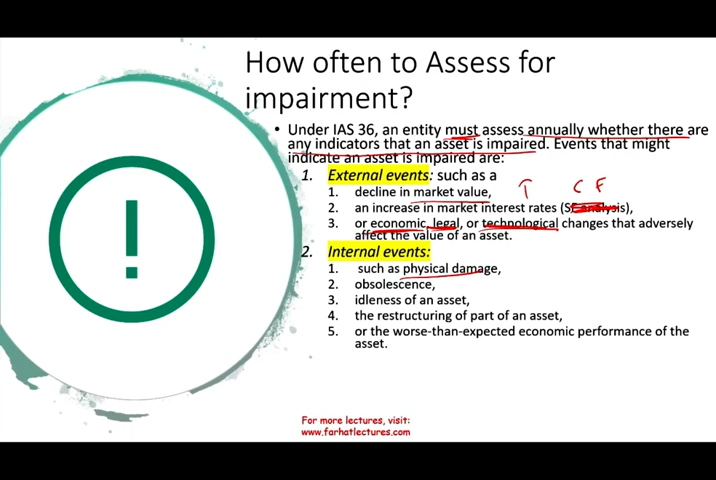 How often to Assess for
impairment?
• Under IAS 36, an entity must assess annually whether there are
any indicators that an asset is impaired. Events that might
indicate an asset is impaired are:
1. External events: such as a
1. decline in market value,
T C F
2. an increase in market interest rates (SE analysis),
3. or economic, legal, or technological changes that adversely
affect the value of an asset.
2. Internal events:
1. such as physical damage,
2. obsolescence,
3. idleness of an asset,
4. the restructuring of part of an asset,
5. or the worse-than-expected economic performance of the
asset.
For more lectures, visit:
www.farhatlectures.com